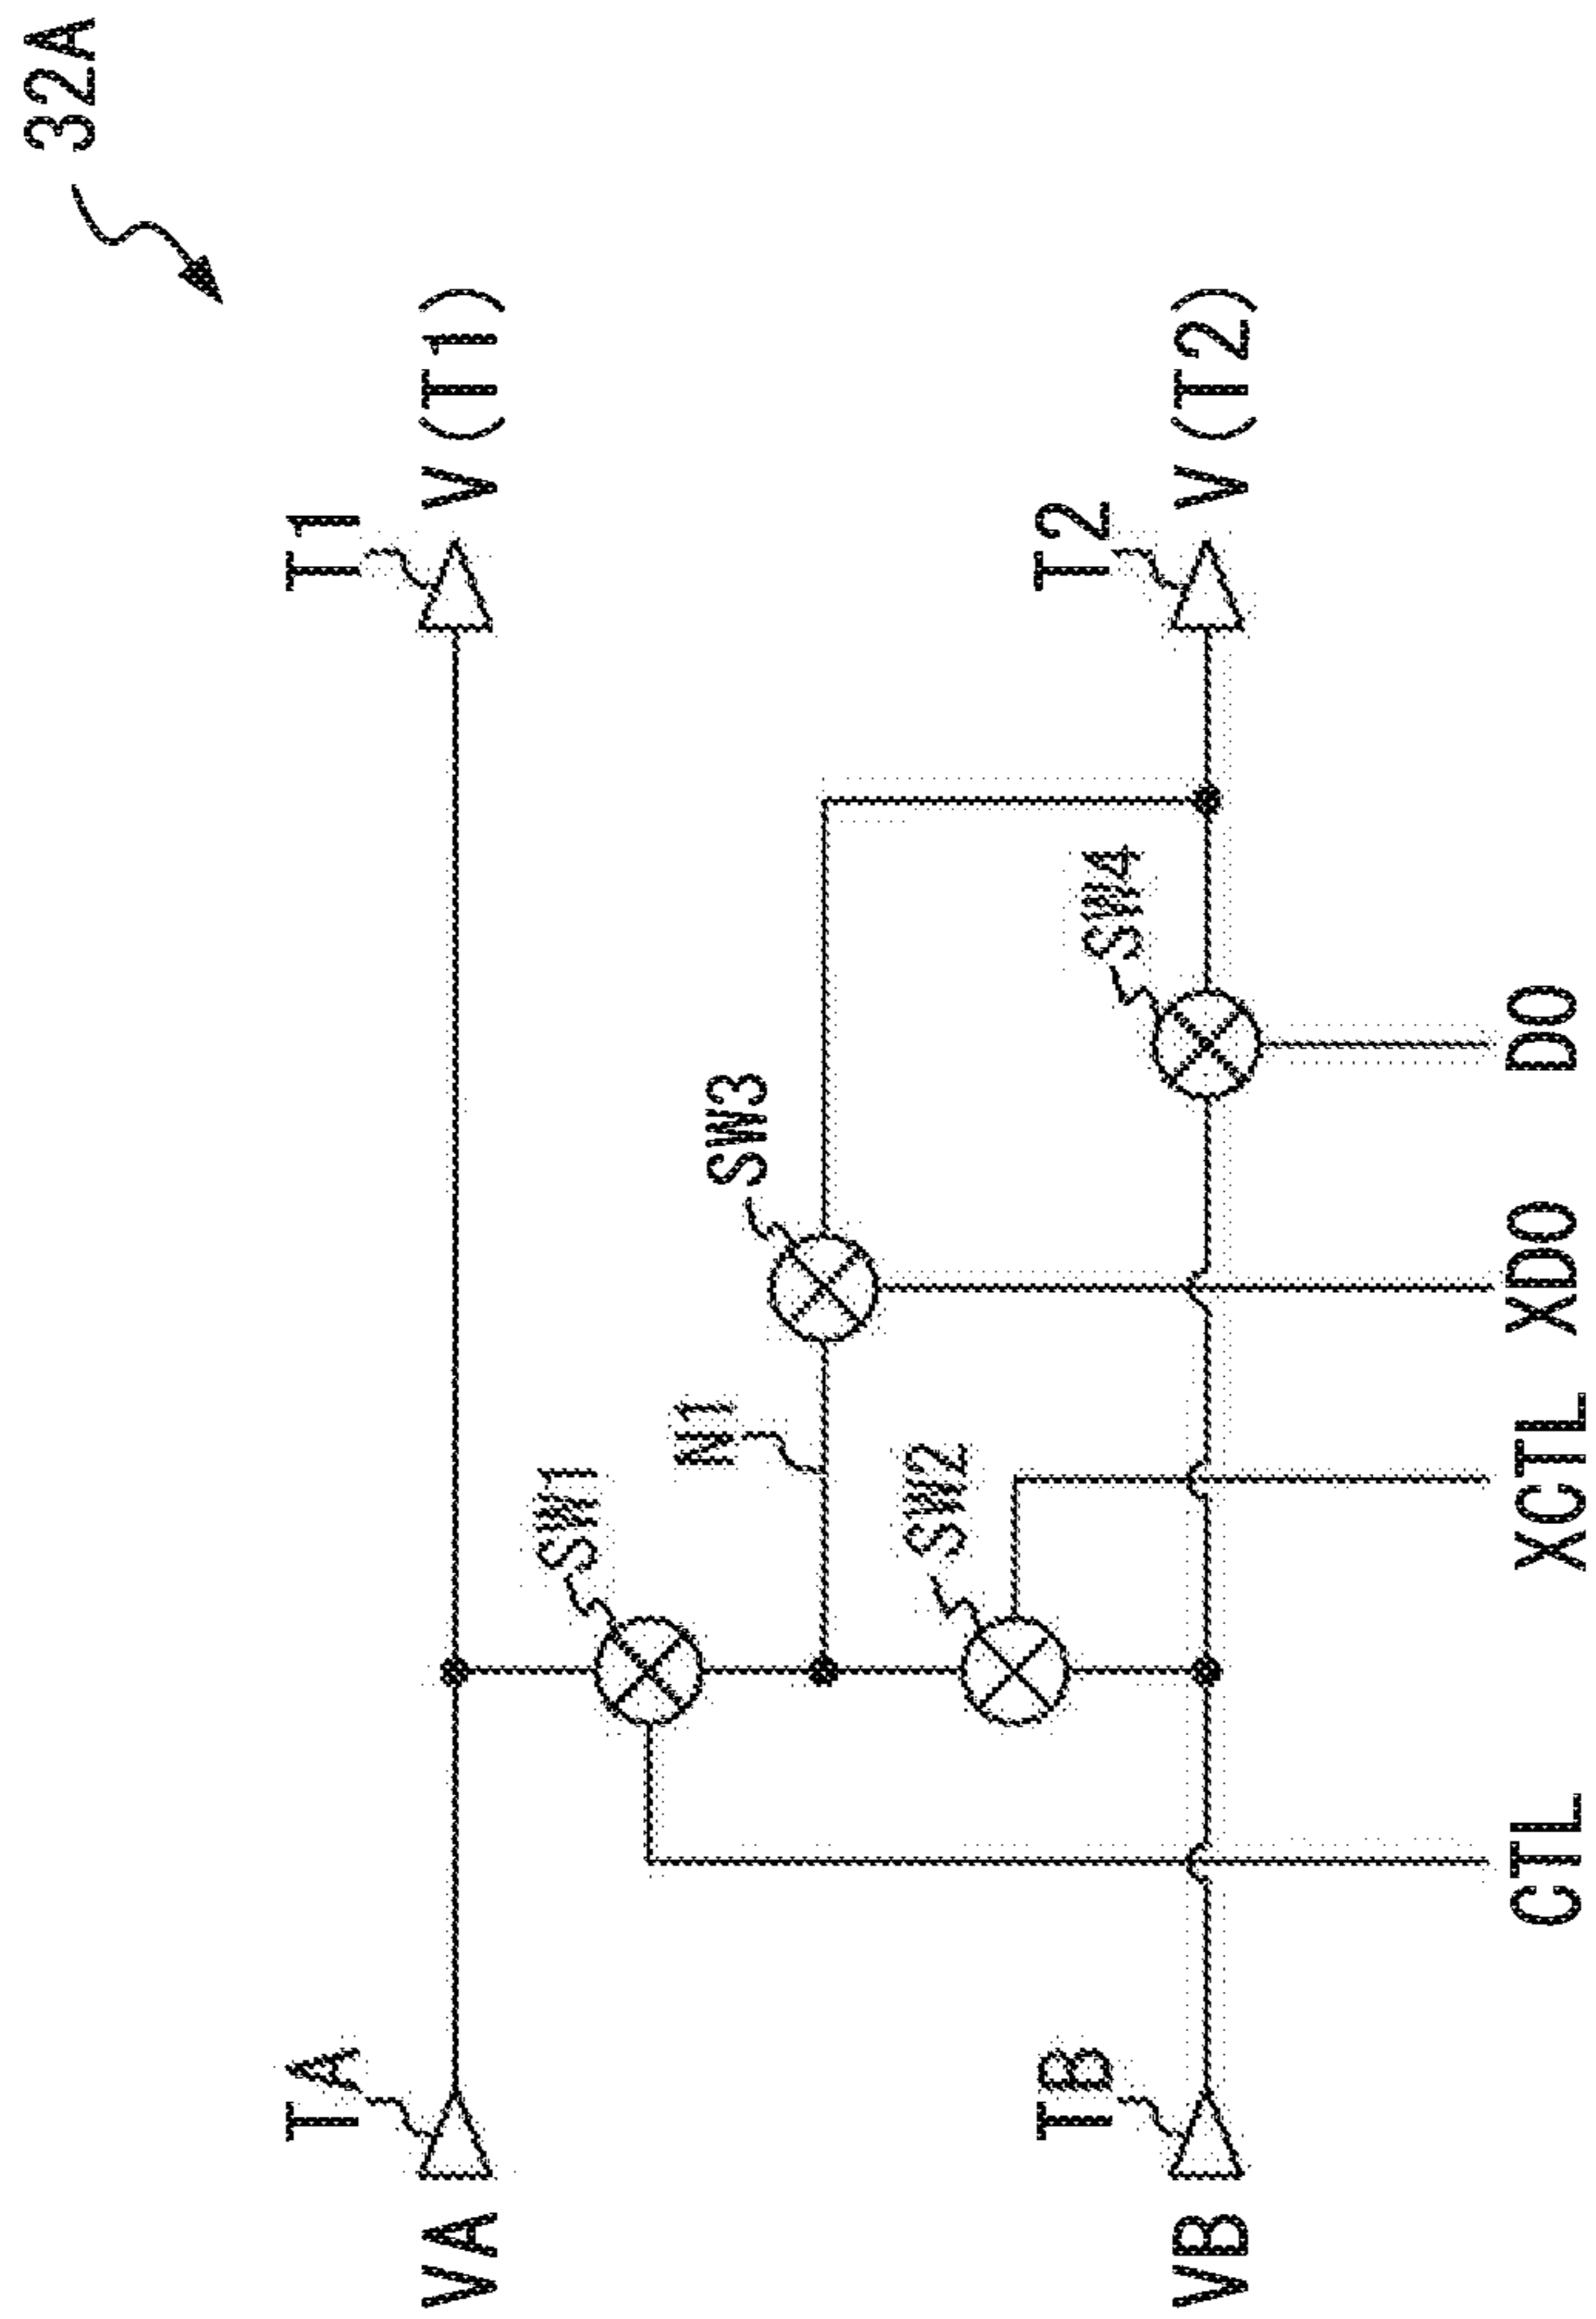 32A
TA
T1
VA
V(T1)
SW1
N1
SW3
SW2
SW4
TB
T2
VB
V(T2)
CTL
XCTL
XDO
DO